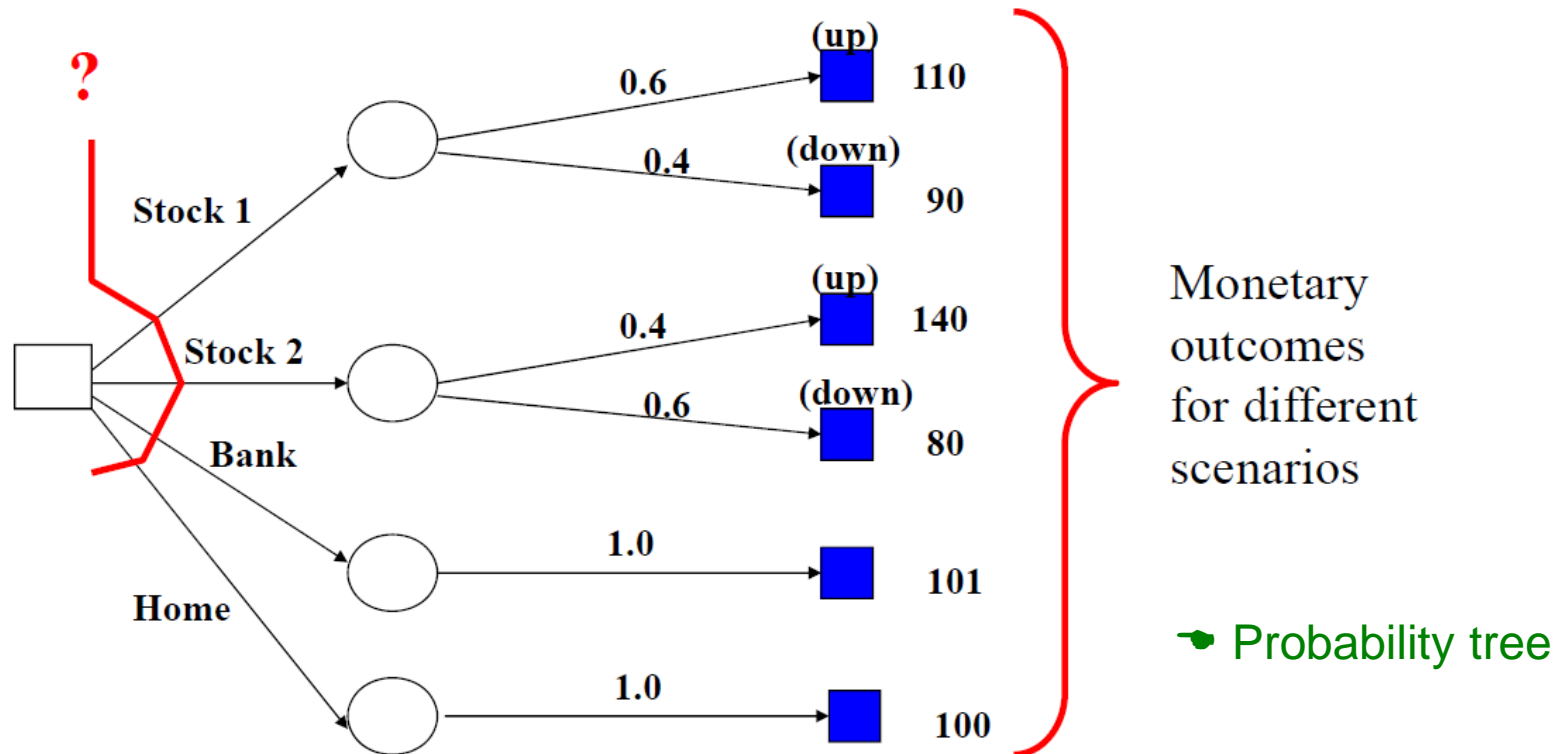 ?
(up)
0.6
110
(down)
0.4
90
Stock 1
(up)
0.4
140
Stock 2
(down)
0.6
80
Bank
1.0
101
Home
1.0
100
Monetary
outcomes
for different
scenarios
☚ Probability tree